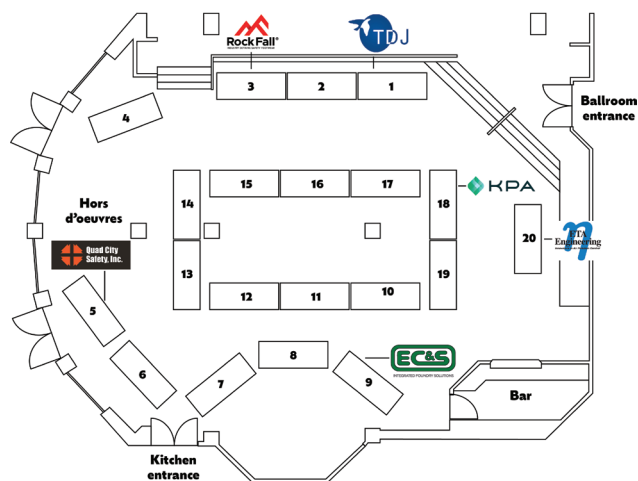 RockFall
TDJ
3
2
1
4
Ballroom
entrance
15
16
17
KPA
14
18
Hors
d'oeuvres
20
ETA
Engineering
Quad City
Safety, Inc.
13
19
5
12
11
10
8
EC&S
INTEGRATED FOUNDRY SOLUTIONS
6
7
9
Bar
Kitchen
entrance